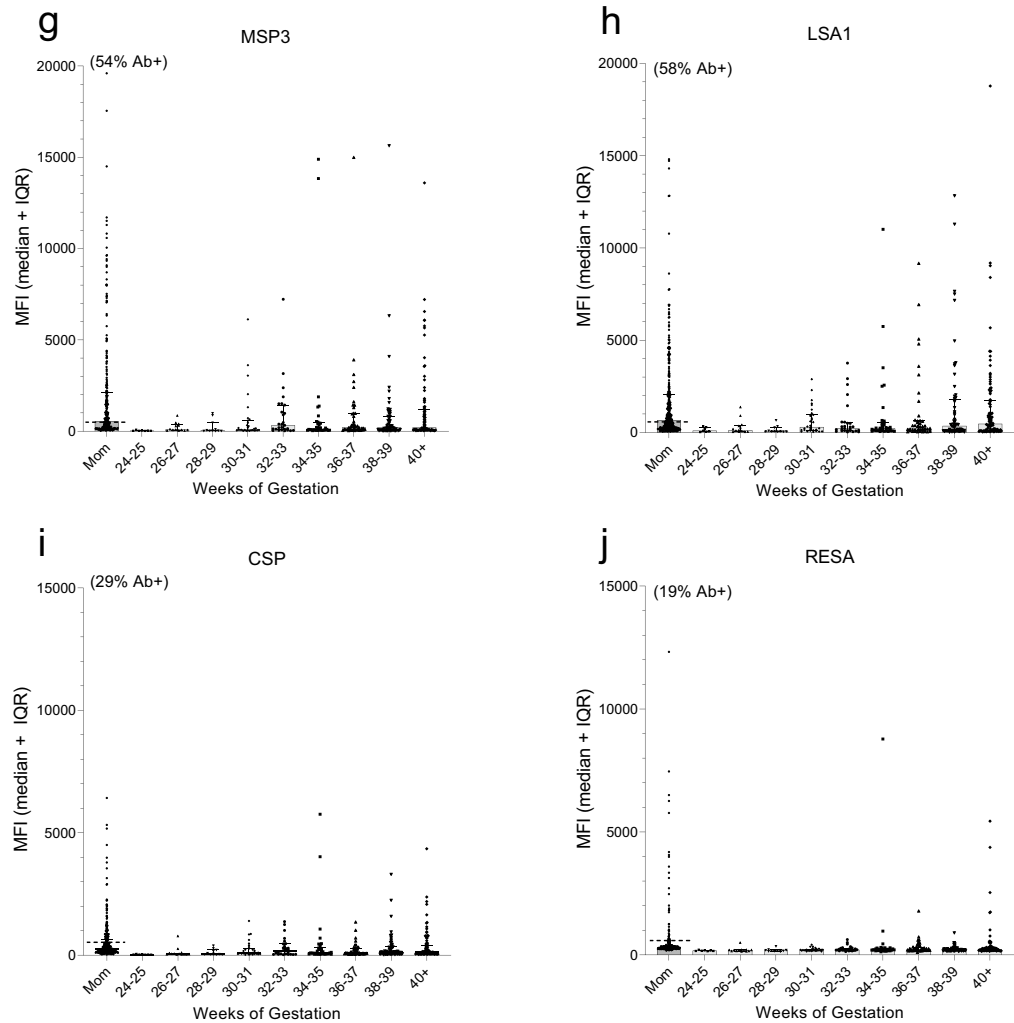 g
MSP3
(54% Ab+)
20000
15000
10000
5000
0
MFI (median + IQR)
Mom
24-25
26-27
28-29
30-31
32-33
34-35
36-37
38-39
40+
Weeks of Gestation
h
LSA1
(58% Ab+)
20000
15000
10000
5000
0
MFI (median + IQR)
Mom
24-25
26-27
28-29
30-31
32-33
34-35
36-37
38-39
40+
Weeks of Gestation
i
CSP
(29% Ab+)
15000
10000
5000
0
MFI (median + IQR)
Mom
24-25
26-27
28-29
30-31
32-33
34-35
36-37
38-39
40+
Weeks of Gestation
j
RESA
(19% Ab+)
15000
10000
5000
0
MFI (median + IQR)
Mom
24-25
26-27
28-29
30-31
32-33
34-35
36-37
38-39
40+
Weeks of Gestation